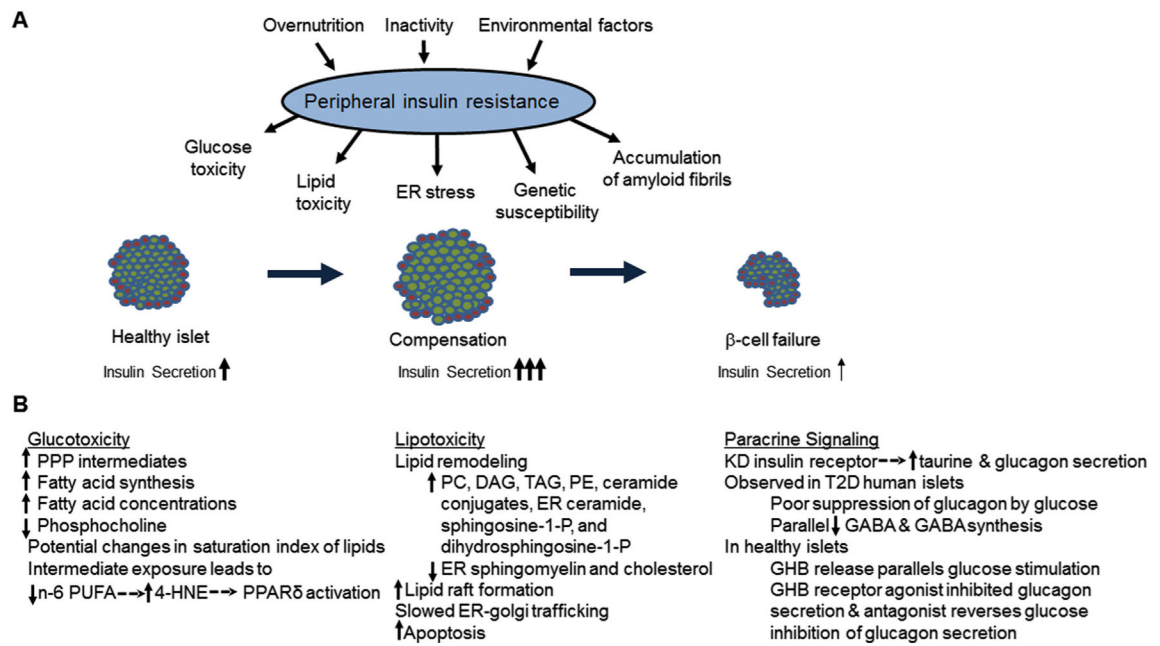 A
Overnutrition Inactivity Environmental factors
Peripheral insulin resistance
Glucose
toxicity
Lipid
toxicity
ER stress
Genetic
susceptibility
Accumulation
of amyloid fibrils
Healthy islet
Insulin Secretion ↑
Compensation
Insulin Secretion ↑↑↑
β-cell failure
Insulin Secretion ↑
B
Glucotoxicity
↑ PPP intermediates
↑ Fatty acid synthesis
↑ Fatty acid concentrations
↓ Phosphocholine
Potential changes in saturation index of lipids
Intermediate exposure leads to
↓n-6 PUFA --→ ↑4-HNE --→ PPARδ activation
Lipotoxicity
Lipid remodeling
↑ PC, DAG, TAG, PE, ceramide
conjugates, ER ceramide,
sphingosine-1-P, and
dihydrosphingosine-1-P
↓ ER sphingomyelin and cholesterol
↑Lipid raft formation
Slowed ER-golgi trafficking
↑Apoptosis
Paracrine Signaling
KD insulin receptor --→ ↑taurine & glucagon secretion
Observed in T2D human islets
Poor suppression of glucagon by glucose
Parallel ↓ GABA & GABA synthesis
In healthy islets
GHB release parallels glucose stimulation
GHB receptor agonist inhibited glucagon
secretion & antagonist reverses glucose
inhibition of glucagon secretion